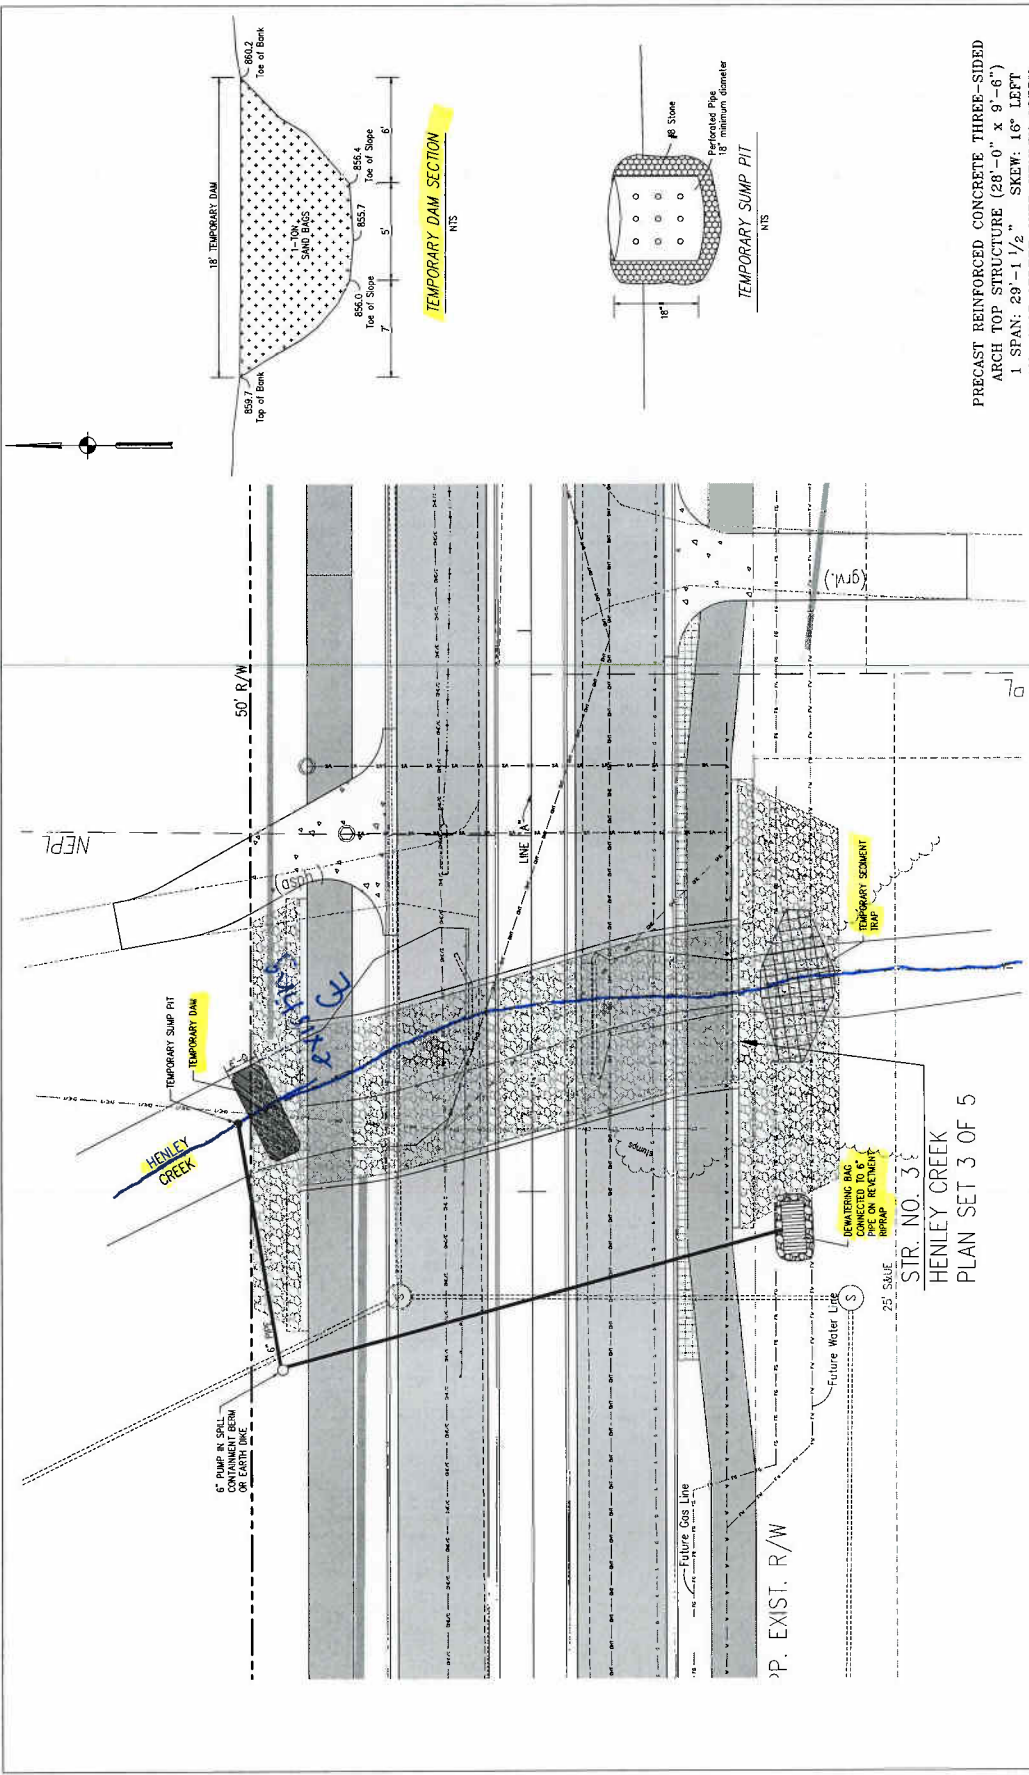 18' TEMPORARY DAM
860.2
Toe of Bank
859.7
Top of Bank
1-TON
SAND BAGS
856.0
Toe of Slope
855.7
856.4
Toe of Slope
7'
5'
6'
TEMPORARY DAM SECTION
NTS
18"
#8 Stone
Perforated Pipe
18" minimum diameter
TEMPORARY SUMP PIT
NTS
PRECAST REINFORCED CONCRETE THREE-SIDED
ARCH TOP STRUCTURE (28'-0" x 9'-6")
1 SPAN: 29'-1 1/2" SKEW: 16° LEFT
50' R/W
NEPL
TEMPORARY SUMP PIT
TEMPORARY DAM
HENLEY
CREEK
existing
6" PIPE
6" PUMP IN SPILL
CONTAINMENT BERM
OR EARTH DIKE
LINE "A"
(grvl.)
PL
stumps
TEMPORARY SEDIMENT
TRAP
DEWATERING BAG
CONNECTED TO 6"
PIPE ON REVETMENT
RIPRAP
S
S
25' S&UE
STR. NO. 3
HENLEY CREEK
PLAN SET 3 OF 5
Future Water Line
Future Gas Line
PP. EXIST. R/W